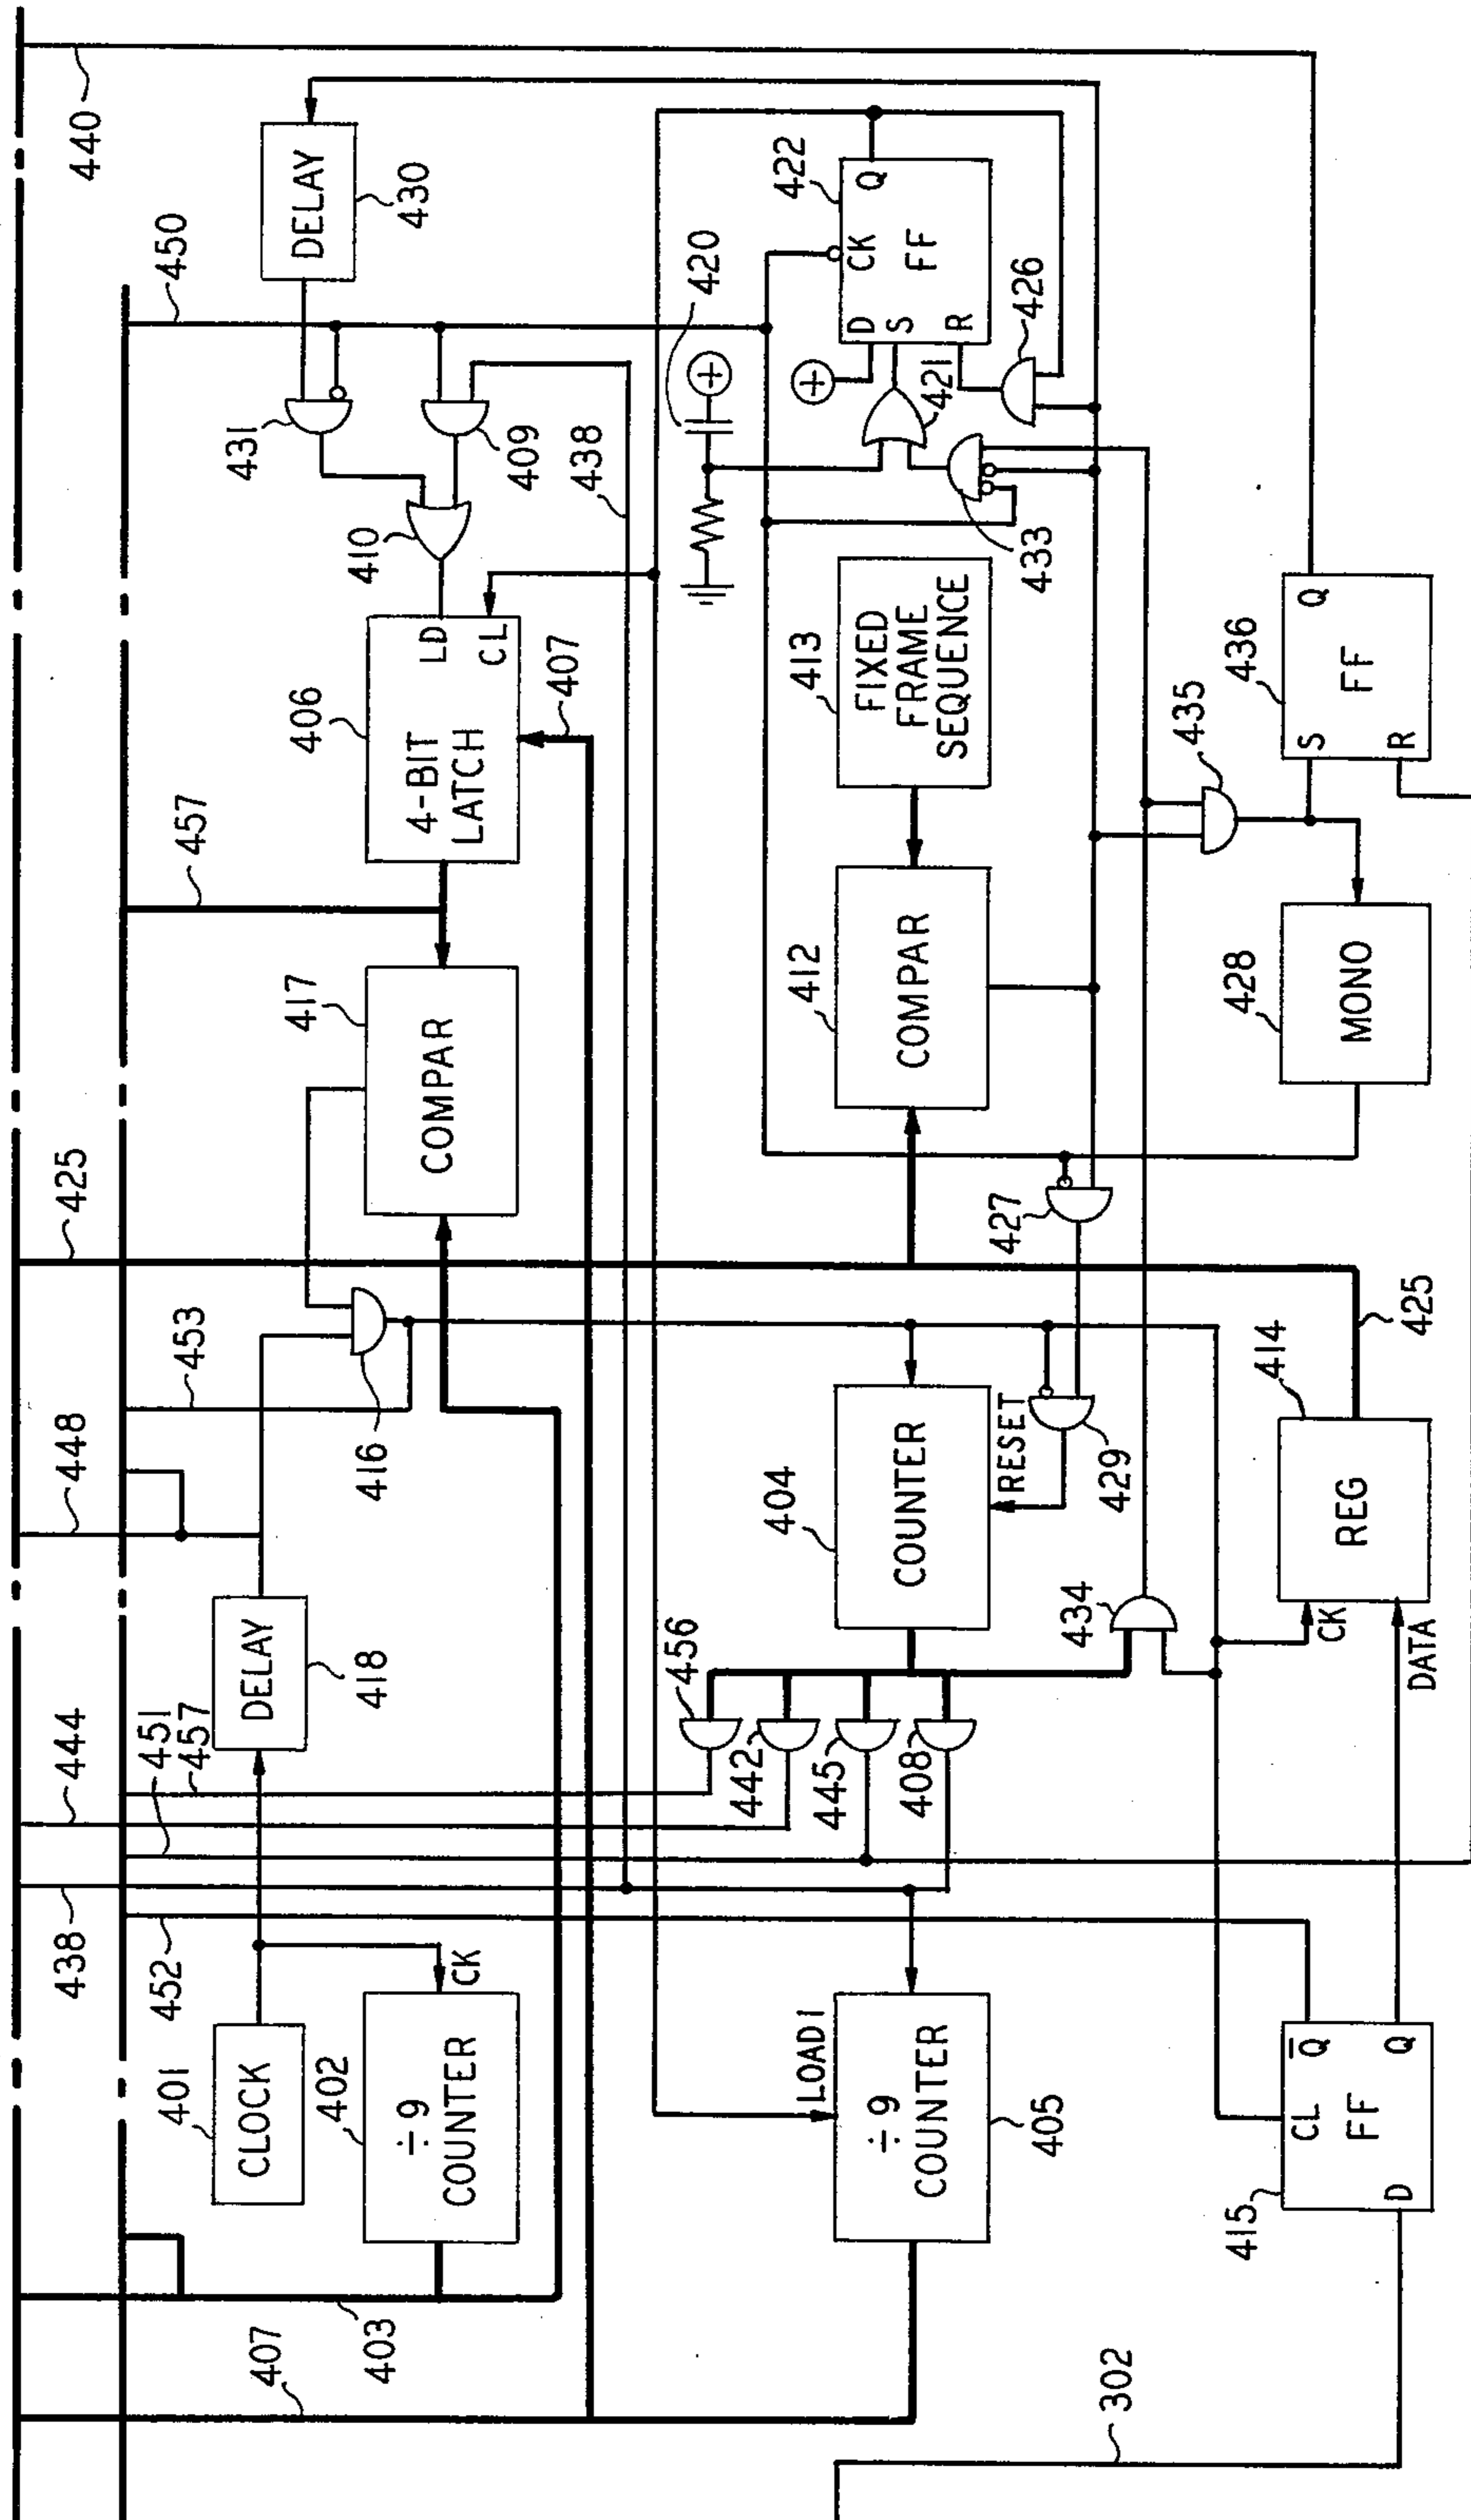 438
444
448
425
440
452
451
457
453
457
450
407
401
CLOCK
DELAY
418
DELAY
430
431
403
402
÷9
COUNTER
CK
416
417
COMPAR
406
4-BIT
LATCH
LD
CL
410
409
407
438
420
456
442
445
408
LOAD1
÷9
COUNTER
405
404
COUNTER
RESET
412
COMPAR
413
FIXED
FRAME
SEQUENCE
422
D
S
R
CK
FF
Q
421
426
433
434
429
427
302
415
D
CL
FF
Q̅
Q
CK
DATA
414
REG
425
428
MONO
435
436
S
R
FF
Q